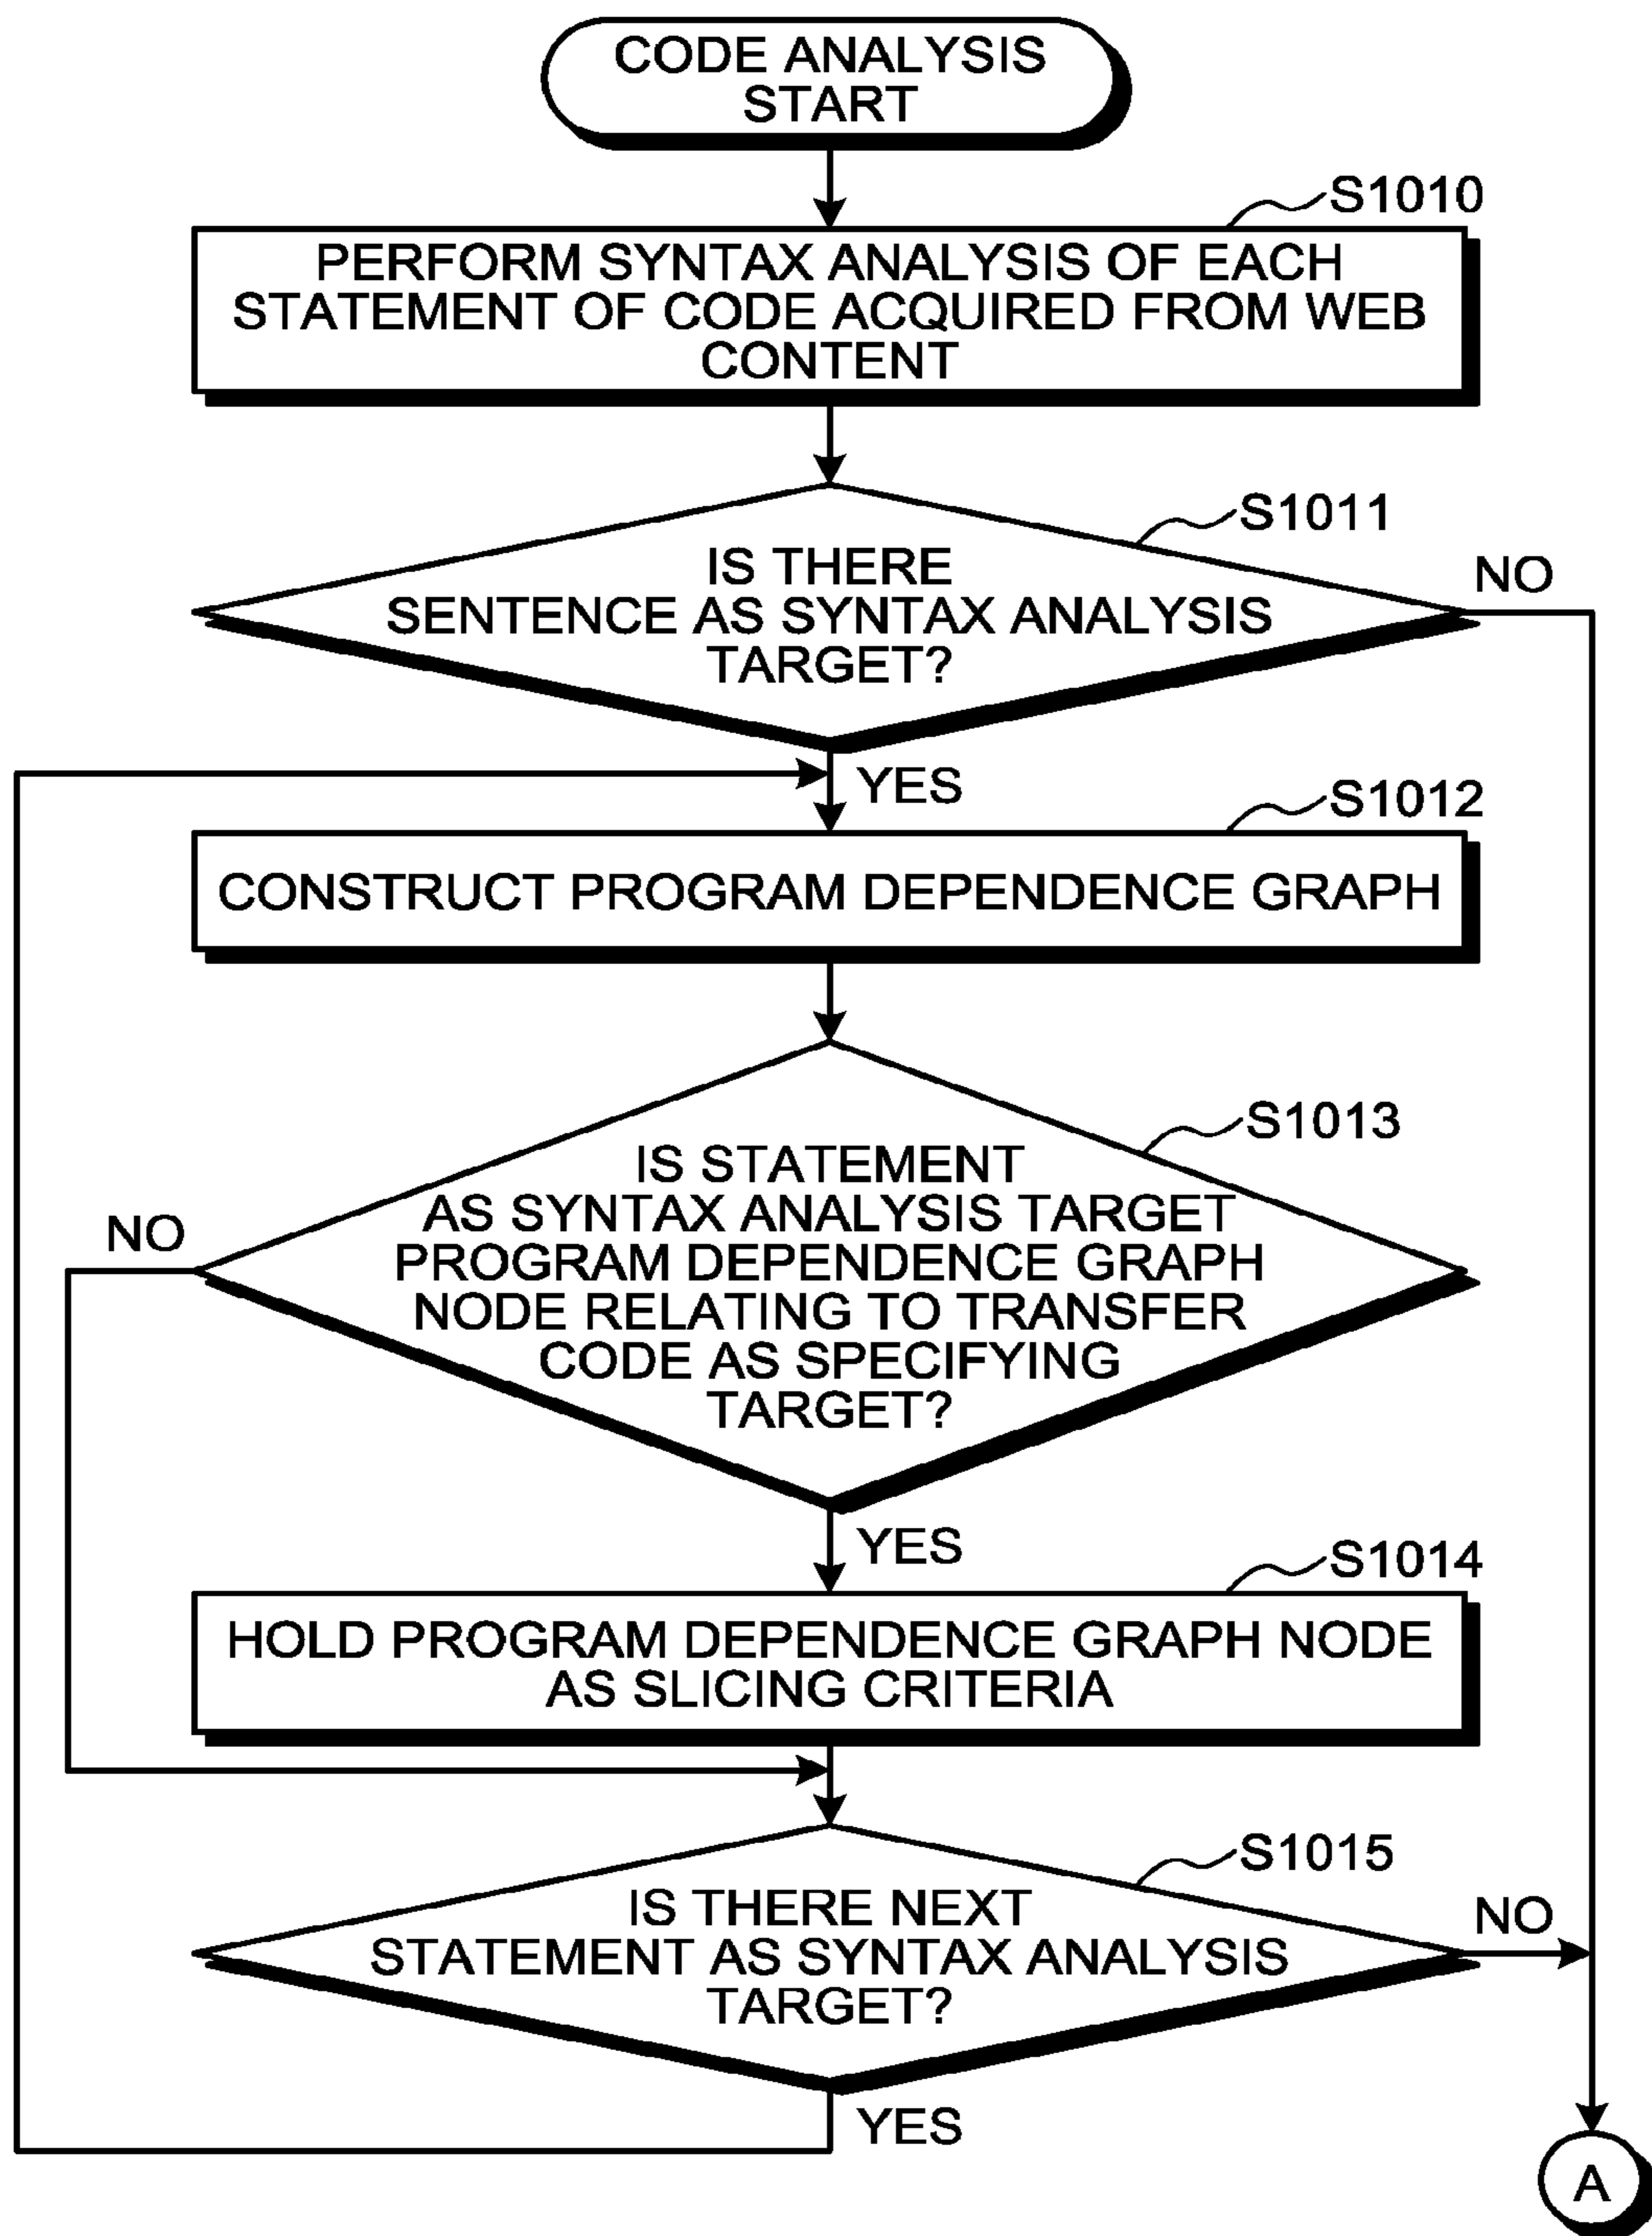 CODE ANALYSIS
START
S1010
PERFORM SYNTAX ANALYSIS OF EACH
STATEMENT OF CODE ACQUIRED FROM WEB
CONTENT
S1011
IS THERE
SENTENCE AS SYNTAX ANALYSIS
TARGET?
NO
YES
S1012
CONSTRUCT PROGRAM DEPENDENCE GRAPH
S1013
IS STATEMENT
AS SYNTAX ANALYSIS TARGET
PROGRAM DEPENDENCE GRAPH
NODE RELATING TO TRANSFER
CODE AS SPECIFYING
TARGET?
NO
YES
S1014
HOLD PROGRAM DEPENDENCE GRAPH NODE
AS SLICING CRITERIA
S1015
IS THERE NEXT
STATEMENT AS SYNTAX ANALYSIS
TARGET?
NO
YES
A